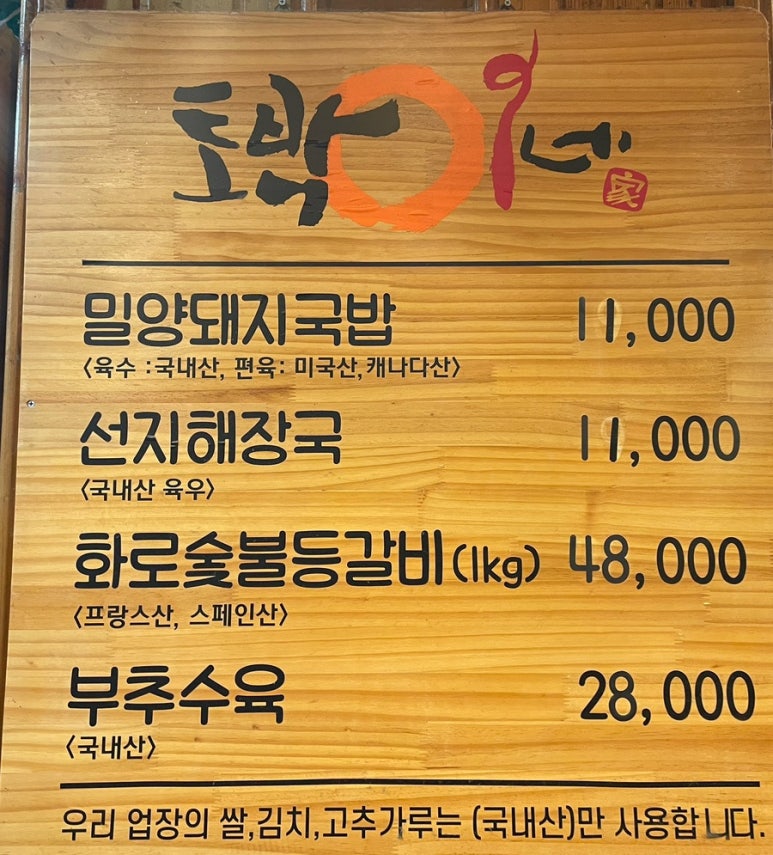 토박이네
家
밀양돼지국밥 11,000
<육수 :국내산, 편육: 미국산,캐나다산>
선지해장국 11,000
<국내산 육우>
화로숯불등갈비(1kg) 48,000
<프랑스산, 스페인산>
부추수육 28,000
<국내산>
우리 업장의 쌀,김치,고추가루는 (국내산)만 사용합니다.